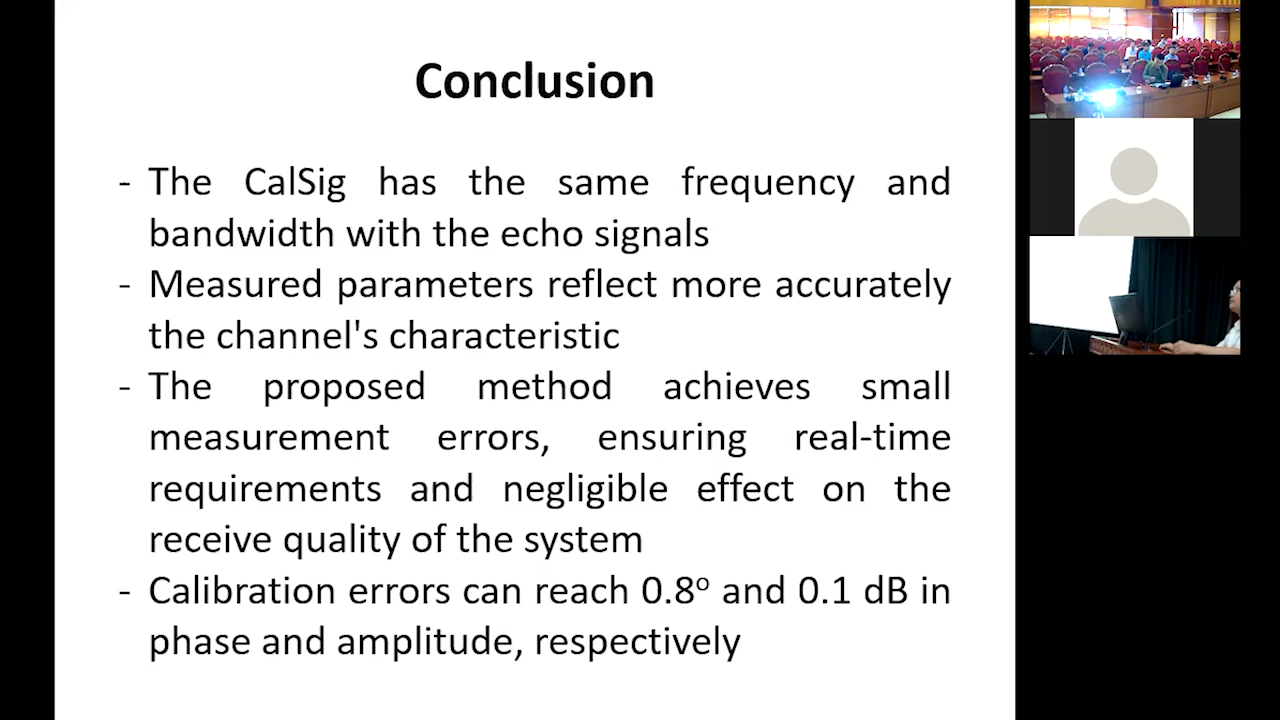 Conclusion
- The CalSig has the same frequency and
bandwidth with the echo signals
- Measured parameters reflect more accurately
the channel's characteristic
- The proposed method achieves small
measurement errors, ensuring real-time
requirements and negligible effect on the
receive quality of the system
- Calibration errors can reach 0.8º and 0.1 dB in
phase and amplitude, respectively